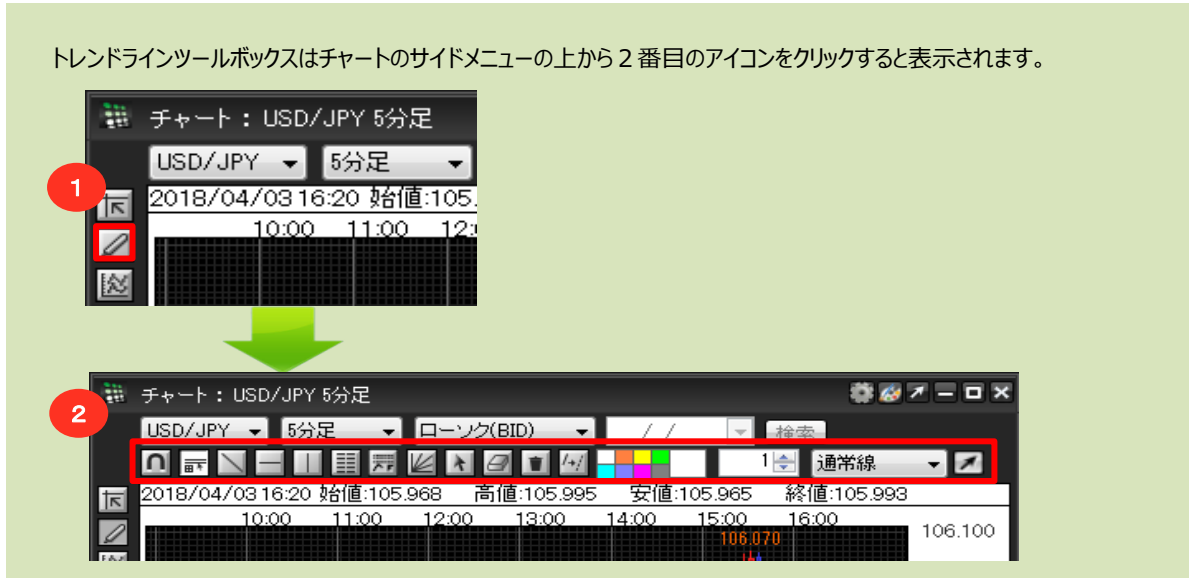 トレンドラインツールボックスはチャートのサイドメニューの上から２番目のアイコンをクリックすると表示されます。
チャート： USD/JPY 5分足
USD/JPY 5分足
1
2018/04/03 16:20 始値:105.
10:00 11:00 12:
チャート： USD/JPY 5分足
2
USD/JPY 5分足 ローソク(BID) / / 検索
1 通常線
2018/04/03 16:20 始値:105.968 高値:105.995 安値:105.965 終値:105.993
10:00 11:00 12:00 13:00 14:00 15:00 16:00
106.070 106.100